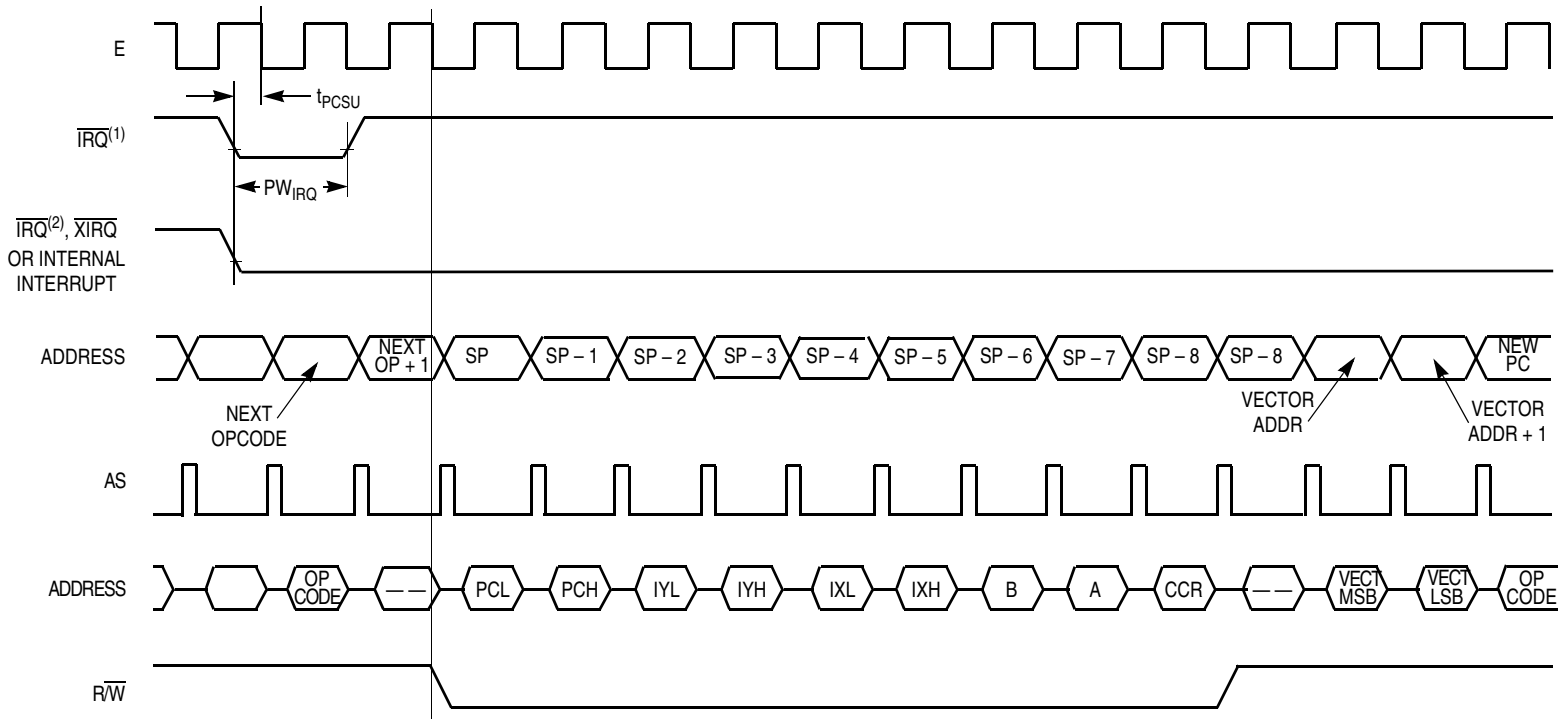 E
tPCSU
IRQ(1)
PWIRQ
IRQ(2), XIRQ
OR INTERNAL
INTERRUPT
ADDRESS
NEXT
OP + 1
SP
SP – 1
SP – 2
SP – 3
SP – 4
SP – 5
SP – 6
SP – 7
SP – 8
SP – 8
NEW
PC
NEXT
OPCODE
VECTOR
ADDR
VECTOR
ADDR + 1
AS
ADDRESS
OP
CODE
— —
PCL
PCH
IYL
IYH
IXL
IXH
B
A
CCR
— —
VECT
MSB
VECT
LSB
OP
CODE
R/W